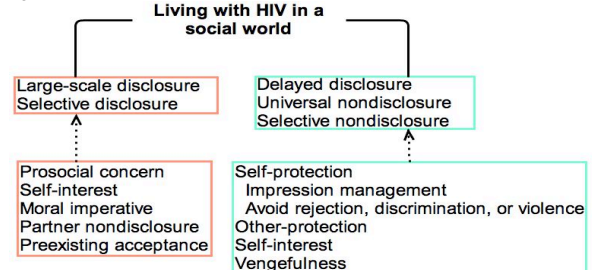 Living with HIV in a
social world
Large-scale disclosure
Selective disclosure
Delayed disclosure
Universal nondisclosure
Selective nondisclosure
Prosocial concern
Self-interest
Moral imperative
Partner nondisclosure
Preexisting acceptance
Self-protection
Impression management
Avoid rejection, discrimination, or violence
Other-protection
Self-interest
Vengefulness